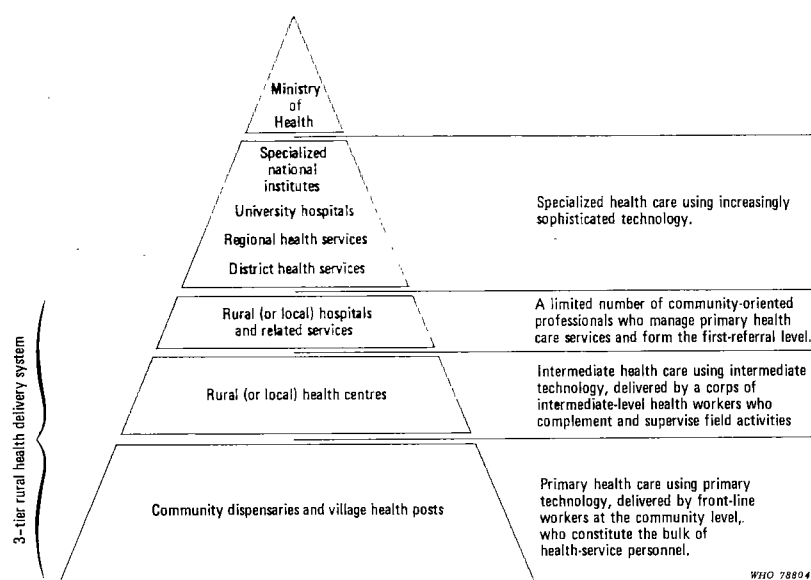 Ministry
of
Health
Specialized
national
institutes
University hospitals
Regional health services
District health services
Specialized health care using increasingly
sophisticated technology.
Rural (or local) hospitals
and related services
A limited number of community-oriented
professionals who manage primary health
care services and form the first-referral level.
Rural (or local) health centres
Intermediate health care using intermediate
technology, delivered by a corps of
intermediate-level health workers who
complement and supervise field activities
Community dispensaries and village health posts
Primary health care using primary
technology, delivered by front-line
workers at the community level,
who constitute the bulk of
health-service personnel.
3-tier rural health delivery system
WHO 78894